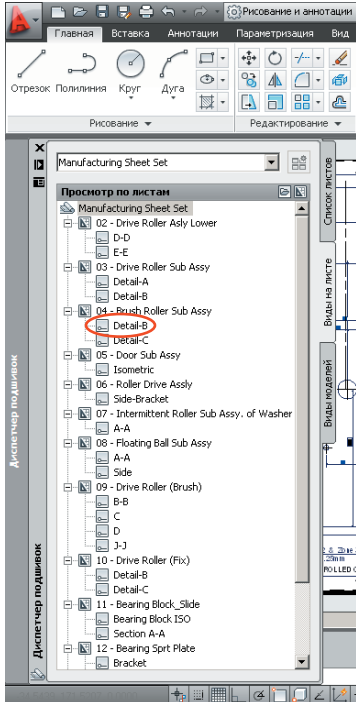 Рисование и аннотации
Главная Вставка Аннотации Параметризация Вид
Отрезок Полилиния Круг Дуга
Рисование Редактирование
Manufacturing Sheet Set
Просмотр по листам
Manufacturing Sheet Set
02 - Drive Roller Asly Lower
D-D
E-E
03 - Drive Roller Sub Assy
Detail-A
Detail-B
04 - Brush Roller Sub Assy
Detail-B
Detail-C
05 - Door Sub Assy
Isometric
06 - Roller Drive Assly
Side-Bracket
07 - Intermittent Roller Sub Assy. of Washer
A-A
08 - Floating Ball Sub Assy
A-A
Side
09 - Drive Roller (Brush)
B-B
C
D
J-J
10 - Drive Roller (Fix)
Detail-B
Detail-C
11 - Bearing Block_Slide
Bearing Block ISO
Section A-A
12 - Bearing Sprt Plate
Bracket
Список листов
Виды на листе
Виды моделей
Диспетчер подшивок
Диспетчер подшивок